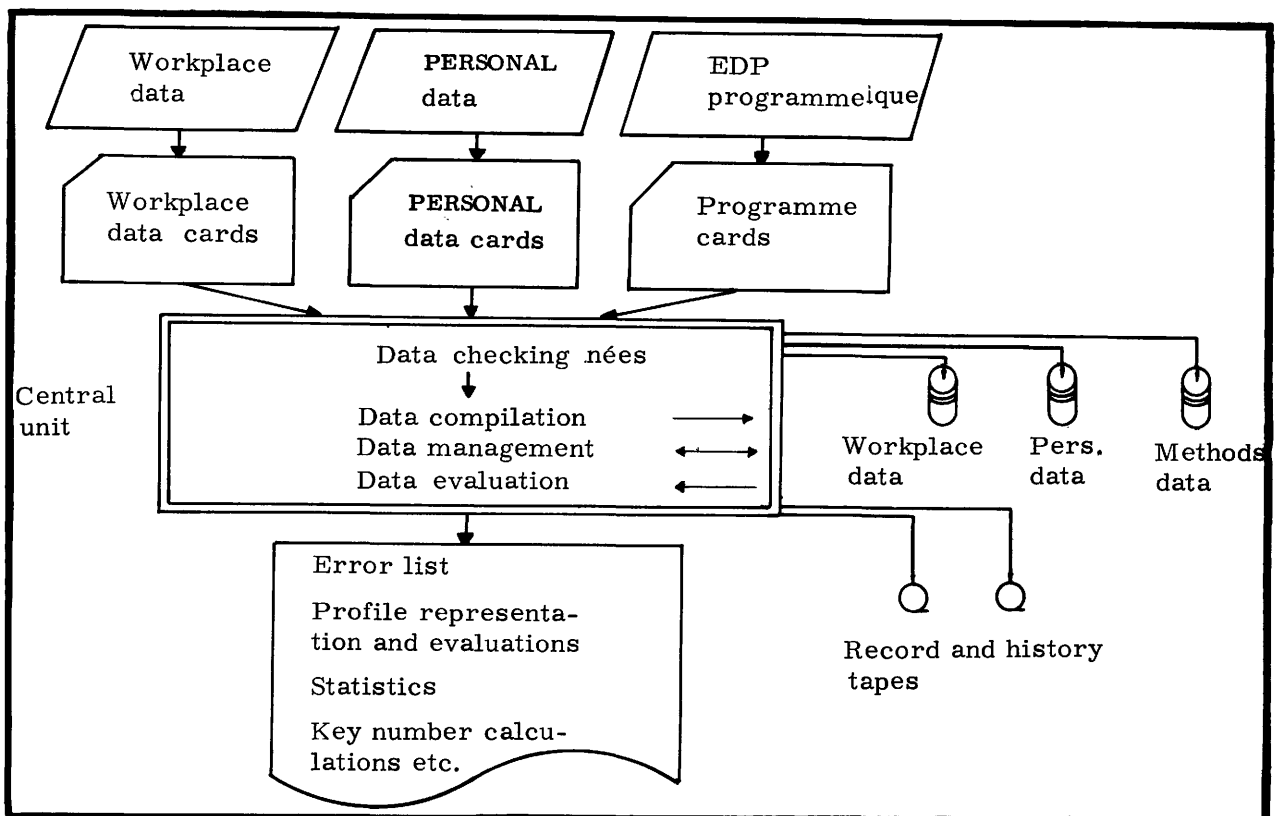 Workplace
data
PERSONAL
data
EDP
programmeique
Workplace
data cards
PERSONAL
data cards
Programme
cards
Central
unit
Data checking nées
Data compilation
Data management
Data evaluation
Workplace
data
Pers.
data
Methods
data
Error list
Profile representa-
tion and evaluations
Statistics
Key number calcu-
lations etc.
Record and history
tapes